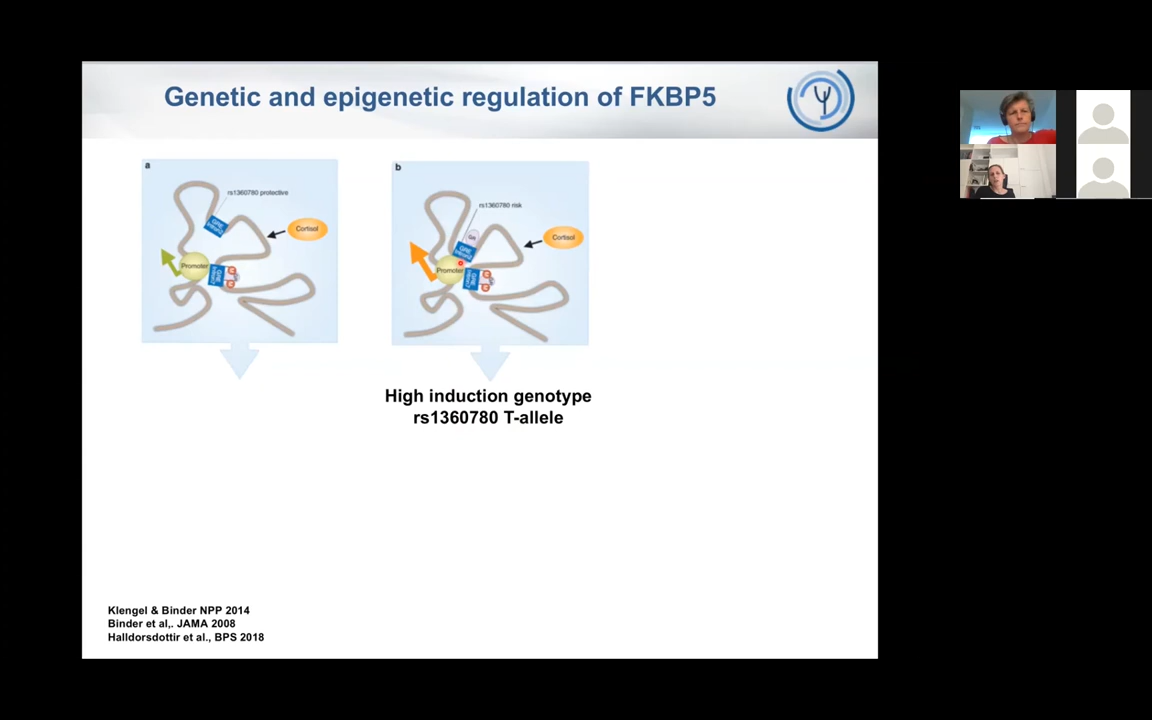 Genetic and epigenetic regulation of FKBP5
a
rs1360780 protective
Cortisol
Promoter
b
rs1360780 risk
Cortisol
Promoter
High induction genotype
rs1360780 T-allele
Klengel & Binder NPP 2014
Binder et al,. JAMA 2008
Halldorsdottir et al., BPS 2018